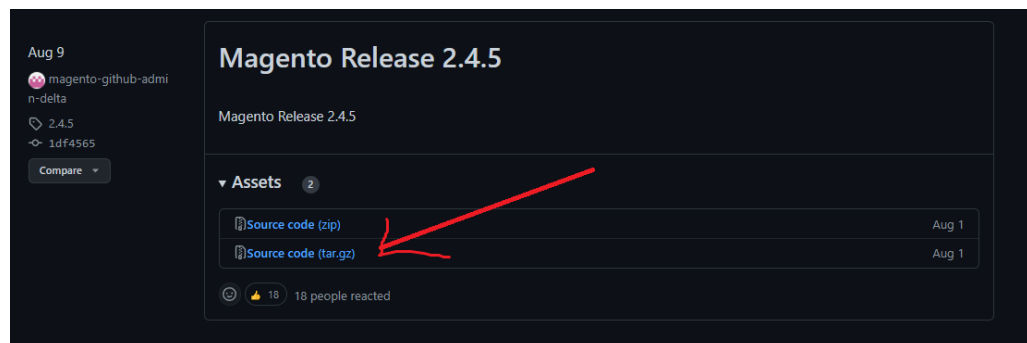 Aug 9
magento-github-admi
n-delta
2.4.5
1df4565
Compare
Magento Release 2.4.5
Magento Release 2.4.5
Assets 2
Source code (zip) Aug 1
Source code (tar.gz) Aug 1
18 18 people reacted